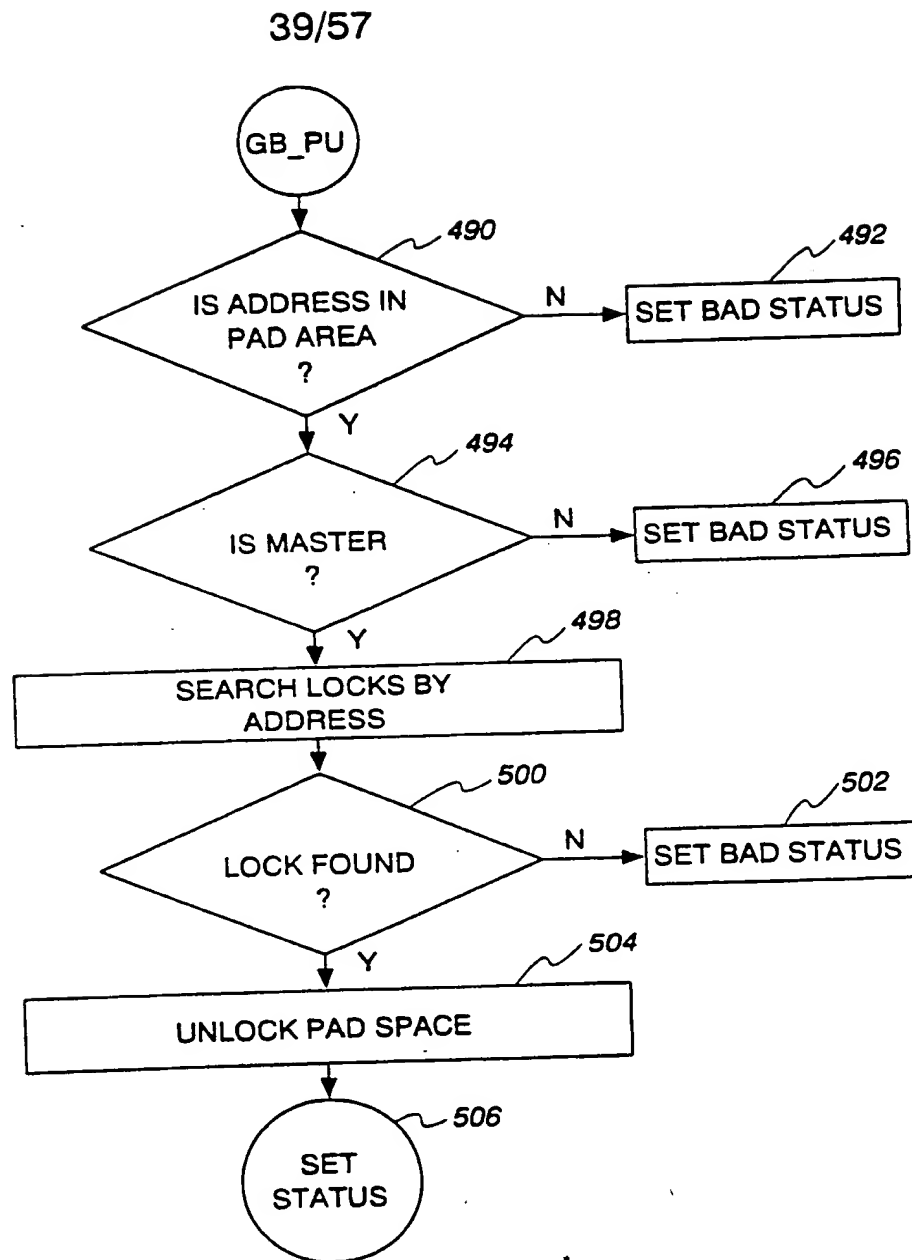 39/57
GB_PU
490
IS ADDRESS IN
PAD AREA
?
N
492
SET BAD STATUS
Y
494
IS MASTER
?
N
496
SET BAD STATUS
Y
498
SEARCH LOCKS BY
ADDRESS
500
LOCK FOUND
?
N
502
SET BAD STATUS
Y
504
UNLOCK PAD SPACE
506
SET
STATUS